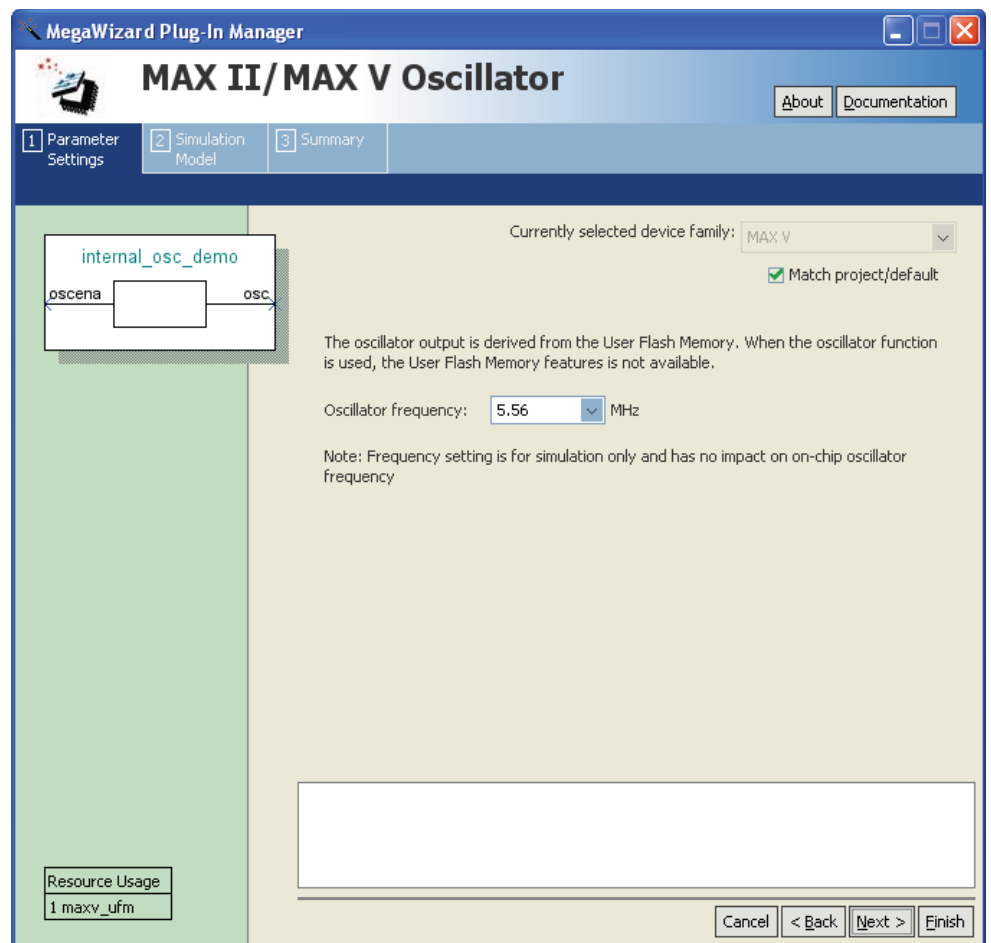 MegaWizard Plug-In Manager
MAX II/MAX V Oscillator
About
Documentation
1 Parameter
Settings
2 Simulation
Model
3 Summary
internal_osc_demo
oscena
osc
Currently selected device family:
MAX V
Match project/default
The oscillator output is derived from the User Flash Memory. When the oscillator function
is used, the User Flash Memory features is not available.
Oscillator frequency:
5.56
MHz
Note: Frequency setting is for simulation only and has no impact on on-chip oscillator
frequency
Resource Usage
1 maxv_ufm
Cancel
< Back
Next >
Finish